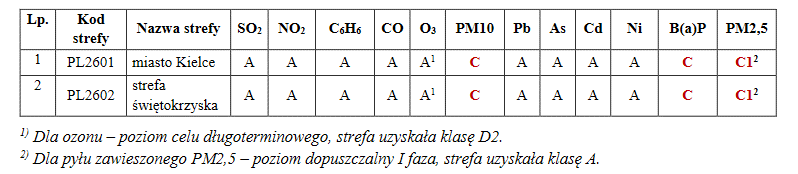 Lp. Kod strefy Nazwa strefy SO₂ NO₂ C₆H₆ CO O₃ PM10 Pb As Cd Ni B(a)P PM2,5
1 PL2601 miasto Kielce A A A A A¹ C A A A A C C1²
2 PL2602 strefa świętokrzyska A A A A A¹ C A A A A C C1²
¹⁾ Dla ozonu – poziom celu długoterminowego, strefa uzyskała klasę D2.
²⁾ Dla pyłu zawieszonego PM2,5 – poziom dopuszczalny I faza, strefa uzyskała klasę A.